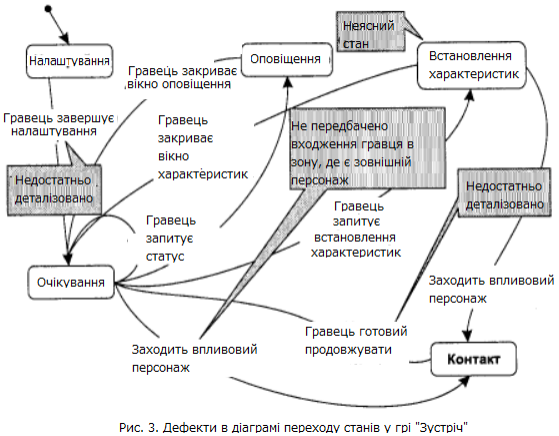 Неясний
стан
Налаштування
Оповіщення
Встановлення
характеристик
Гравець закриває
вікно оповіщення
Гравець завершує
налаштування
Гравець
закриває
вікно
характеристик
Не передбачено
входження гравця в
зону, де є зовнішній
персонаж
Недостатньо
деталізовано
Недостатньо
деталізовано
Гравець
запитує
статус
Гравець
запитує
встановлення
характеристик
Очікування
Заходить впливовий
персонаж
Гравець готовий
продовжувати
Заходить впливовий
персонаж
Контакт
Рис. 3. Дефекти в діаграмі переходу станів у грі "Зустріч"